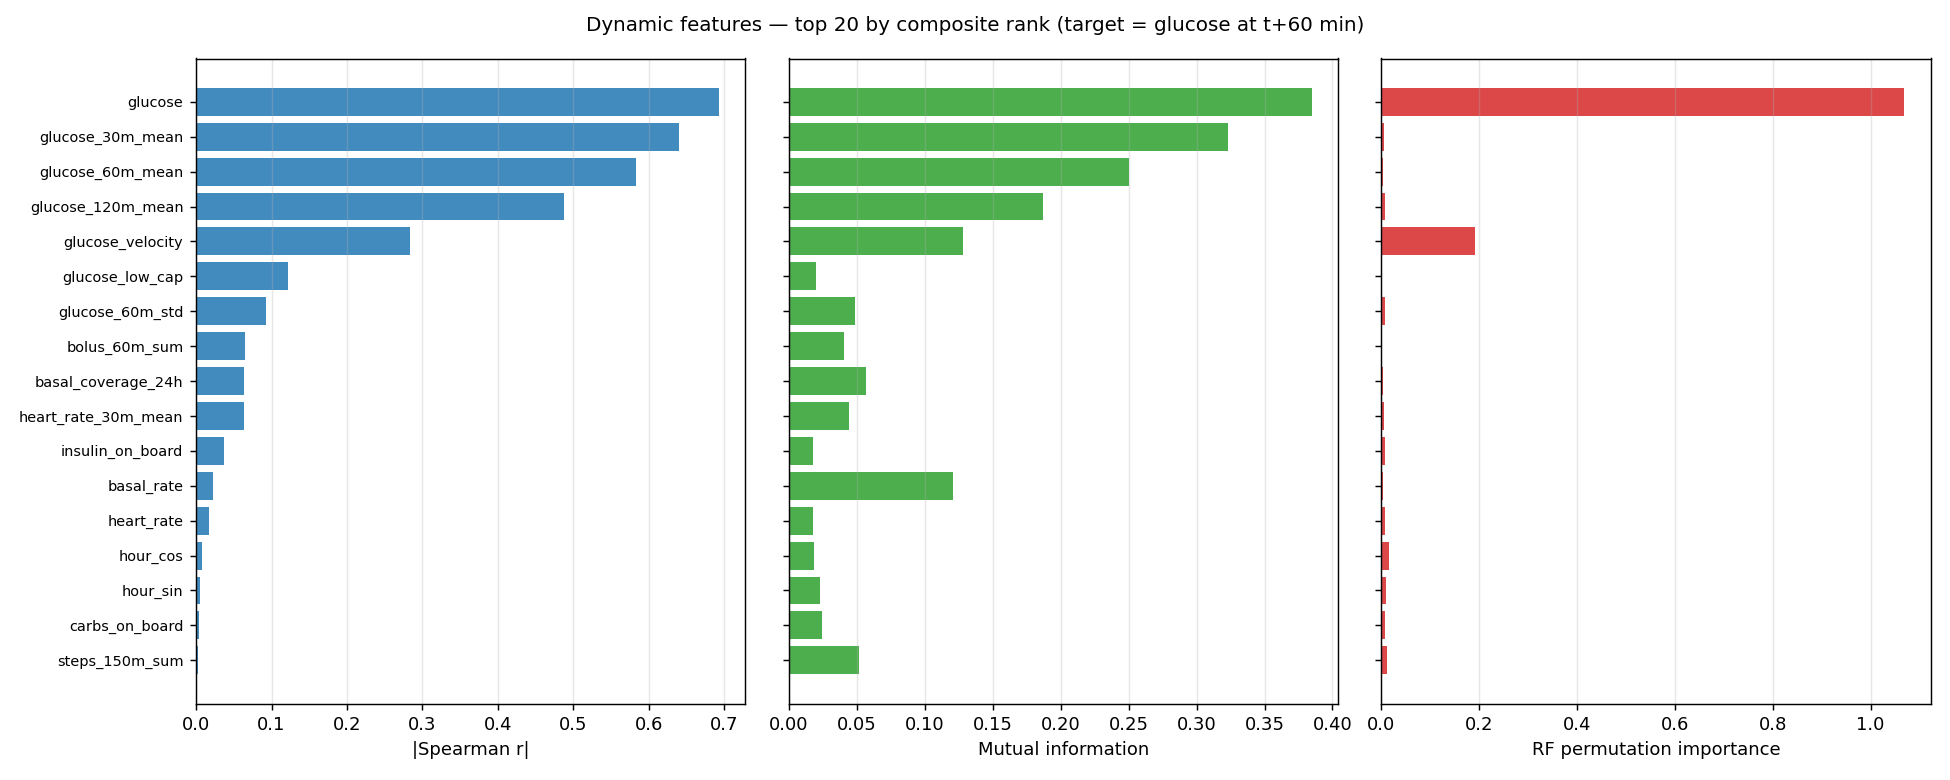 Dynamic features — top 20 by composite rank (target = glucose at t+60 min)
glucose
glucose_30m_mean
glucose_60m_mean
glucose_120m_mean
glucose_velocity
glucose_low_cap
glucose_60m_std
bolus_60m_sum
basal_coverage_24h
heart_rate_30m_mean
insulin_on_board
basal_rate
heart_rate
hour_cos
hour_sin
carbs_on_board
steps_150m_sum
0.0 0.1 0.2 0.3 0.4 0.5 0.6 0.7
|Spearman r|
0.00 0.05 0.10 0.15 0.20 0.25 0.30 0.35 0.40
Mutual information
0.0 0.2 0.4 0.6 0.8 1.0
RF permutation importance